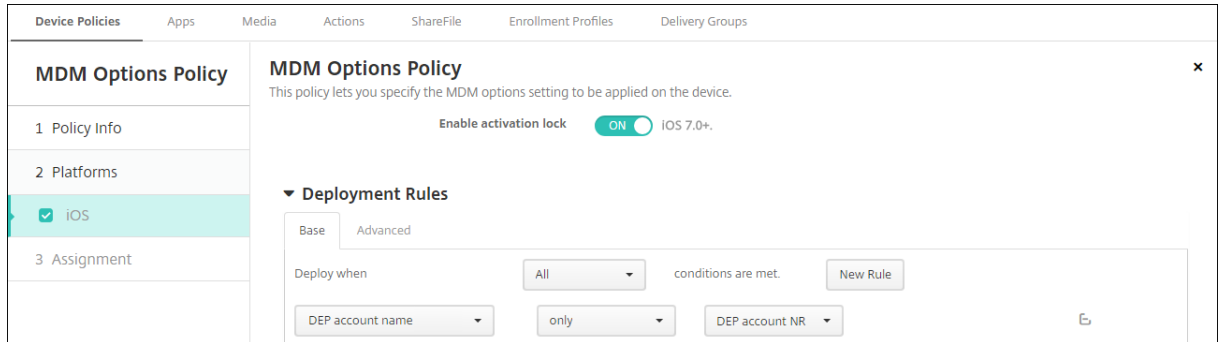 Device Policies Apps Media Actions ShareFile Enrollment Profiles Delivery Groups
MDM Options Policy
1 Policy Info
2 Platforms
iOS
3 Assignment
MDM Options Policy
This policy lets you specify the MDM options setting to be applied on the device.
Enable activation lock ON iOS 7.0+.
Deployment Rules
Base Advanced
Deploy when All conditions are met. New Rule
DEP account name only DEP account NR